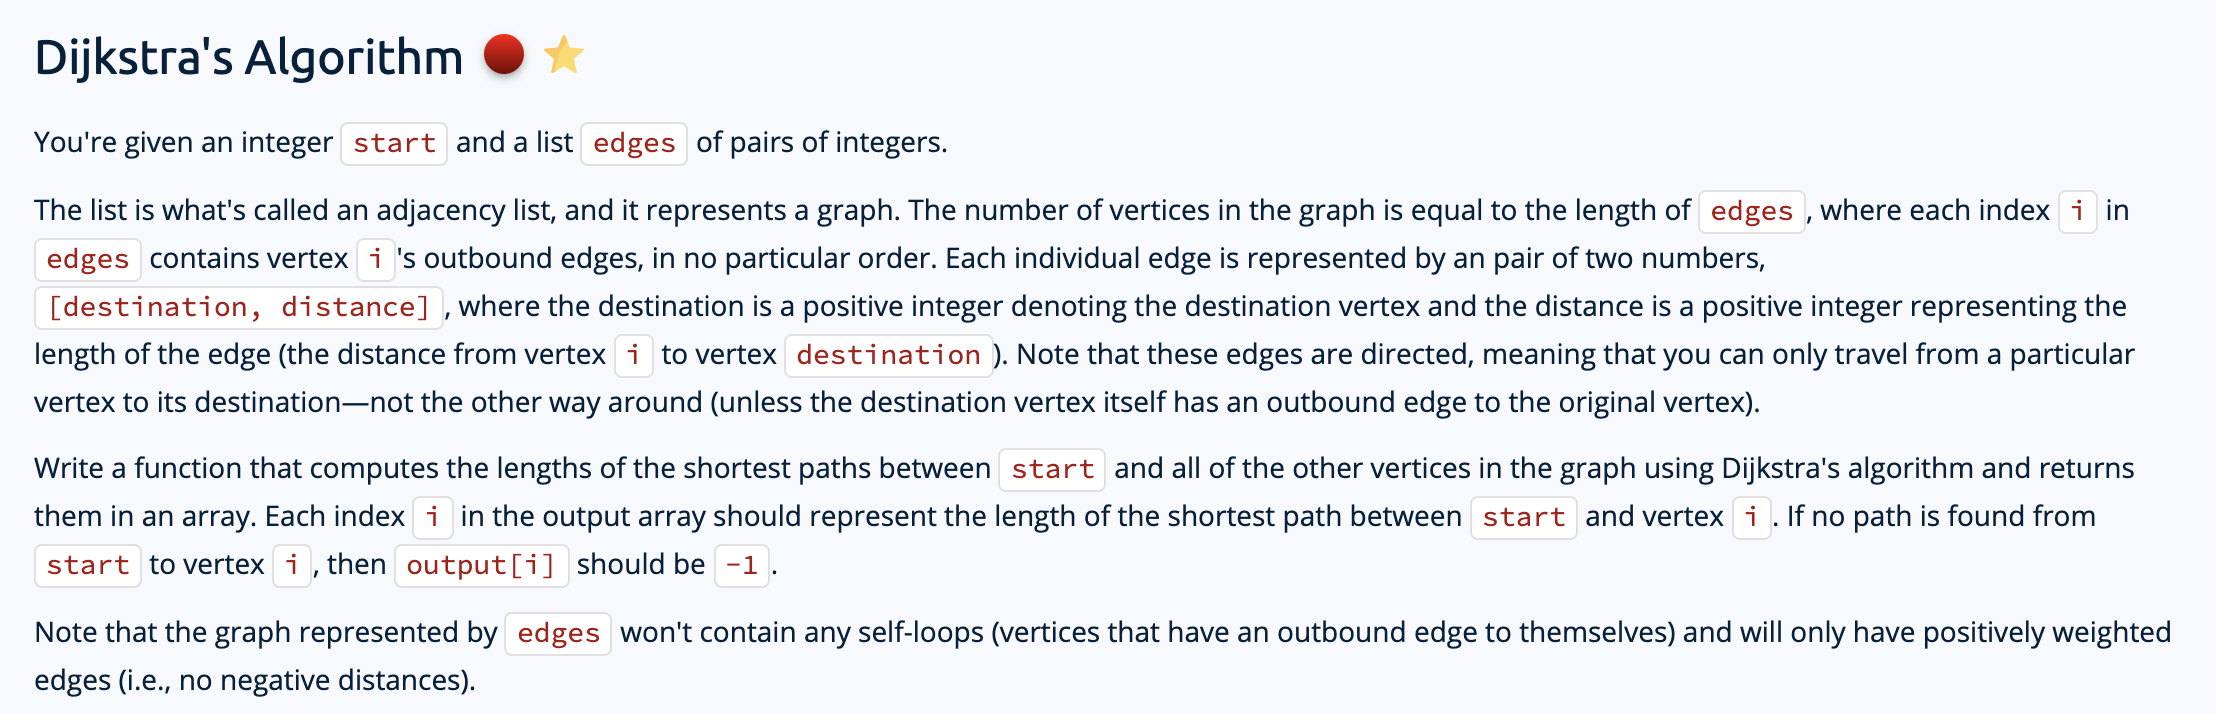 Dijkstra's Algorithm
You're given an integer start and a list edges of pairs of integers.
The list is what's called an adjacency list, and it represents a graph. The number of vertices in the graph is equal to the length of edges, where each index i in
edges contains vertex i's outbound edges, in no particular order. Each individual edge is represented by an pair of two numbers,
[destination, distance], where the destination is a positive integer denoting the destination vertex and the distance is a positive integer representing the
length of the edge (the distance from vertex i to vertex destination). Note that these edges are directed, meaning that you can only travel from a particular
vertex to its destination—not the other way around (unless the destination vertex itself has an outbound edge to the original vertex).
Write a function that computes the lengths of the shortest paths between start and all of the other vertices in the graph using Dijkstra's algorithm and returns
them in an array. Each index i in the output array should represent the length of the shortest path between start and vertex i. If no path is found from
start to vertex i, then output[i] should be -1.
Note that the graph represented by edges won't contain any self-loops (vertices that have an outbound edge to themselves) and will only have positively weighted
edges (i.e., no negative distances).